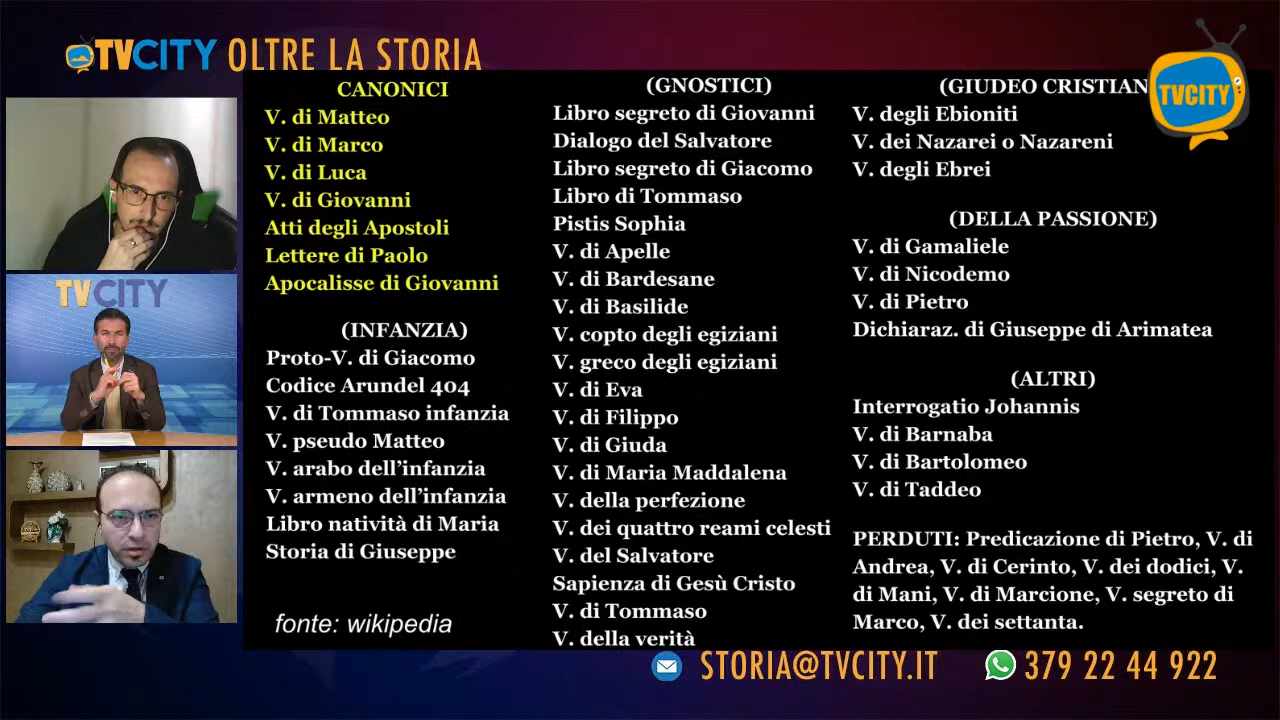 TVCITY OLTRE LA STORIA
TVCITY
TVCITY
CANONICI
V. di Matteo
V. di Marco
V. di Luca
V. di Giovanni
Atti degli Apostoli
Lettere di Paolo
Apocalisse di Giovanni
(INFANZIA)
Proto-V. di Giacomo
Codice Arundel 404
V. di Tommaso infanzia
V. pseudo Matteo
V. arabo dell'infanzia
V. armeno dell'infanzia
Libro natività di Maria
Storia di Giuseppe
fonte: wikipedia
(GNOSTICI)
Libro segreto di Giovanni
Dialogo del Salvatore
Libro segreto di Giacomo
Libro di Tommaso
Pistis Sophia
V. di Apelle
V. di Bardesane
V. di Basilide
V. copto degli egiziani
V. greco degli egiziani
V. di Eva
V. di Filippo
V. di Giuda
V. di Maria Maddalena
V. della perfezione
V. dei quattro reami celesti
V. del Salvatore
Sapienza di Gesù Cristo
V. di Tommaso
V. della verità
(GIUDEO CRISTIAN
V. degli Ebioniti
V. dei Nazarei o Nazareni
V. degli Ebrei
(DELLA PASSIONE)
V. di Gamaliele
V. di Nicodemo
V. di Pietro
Dichiaraz. di Giuseppe di Arimatea
(ALTRI)
Interrogatio Johannis
V. di Barnaba
V. di Bartolomeo
V. di Taddeo
PERDUTI: Predicazione di Pietro, V. di
Andrea, V. di Cerinto, V. dei dodici, V.
di Mani, V. di Marcione, V. segreto di
Marco, V. dei settanta.
STORIA@TVCITY.IT 379 22 44 922